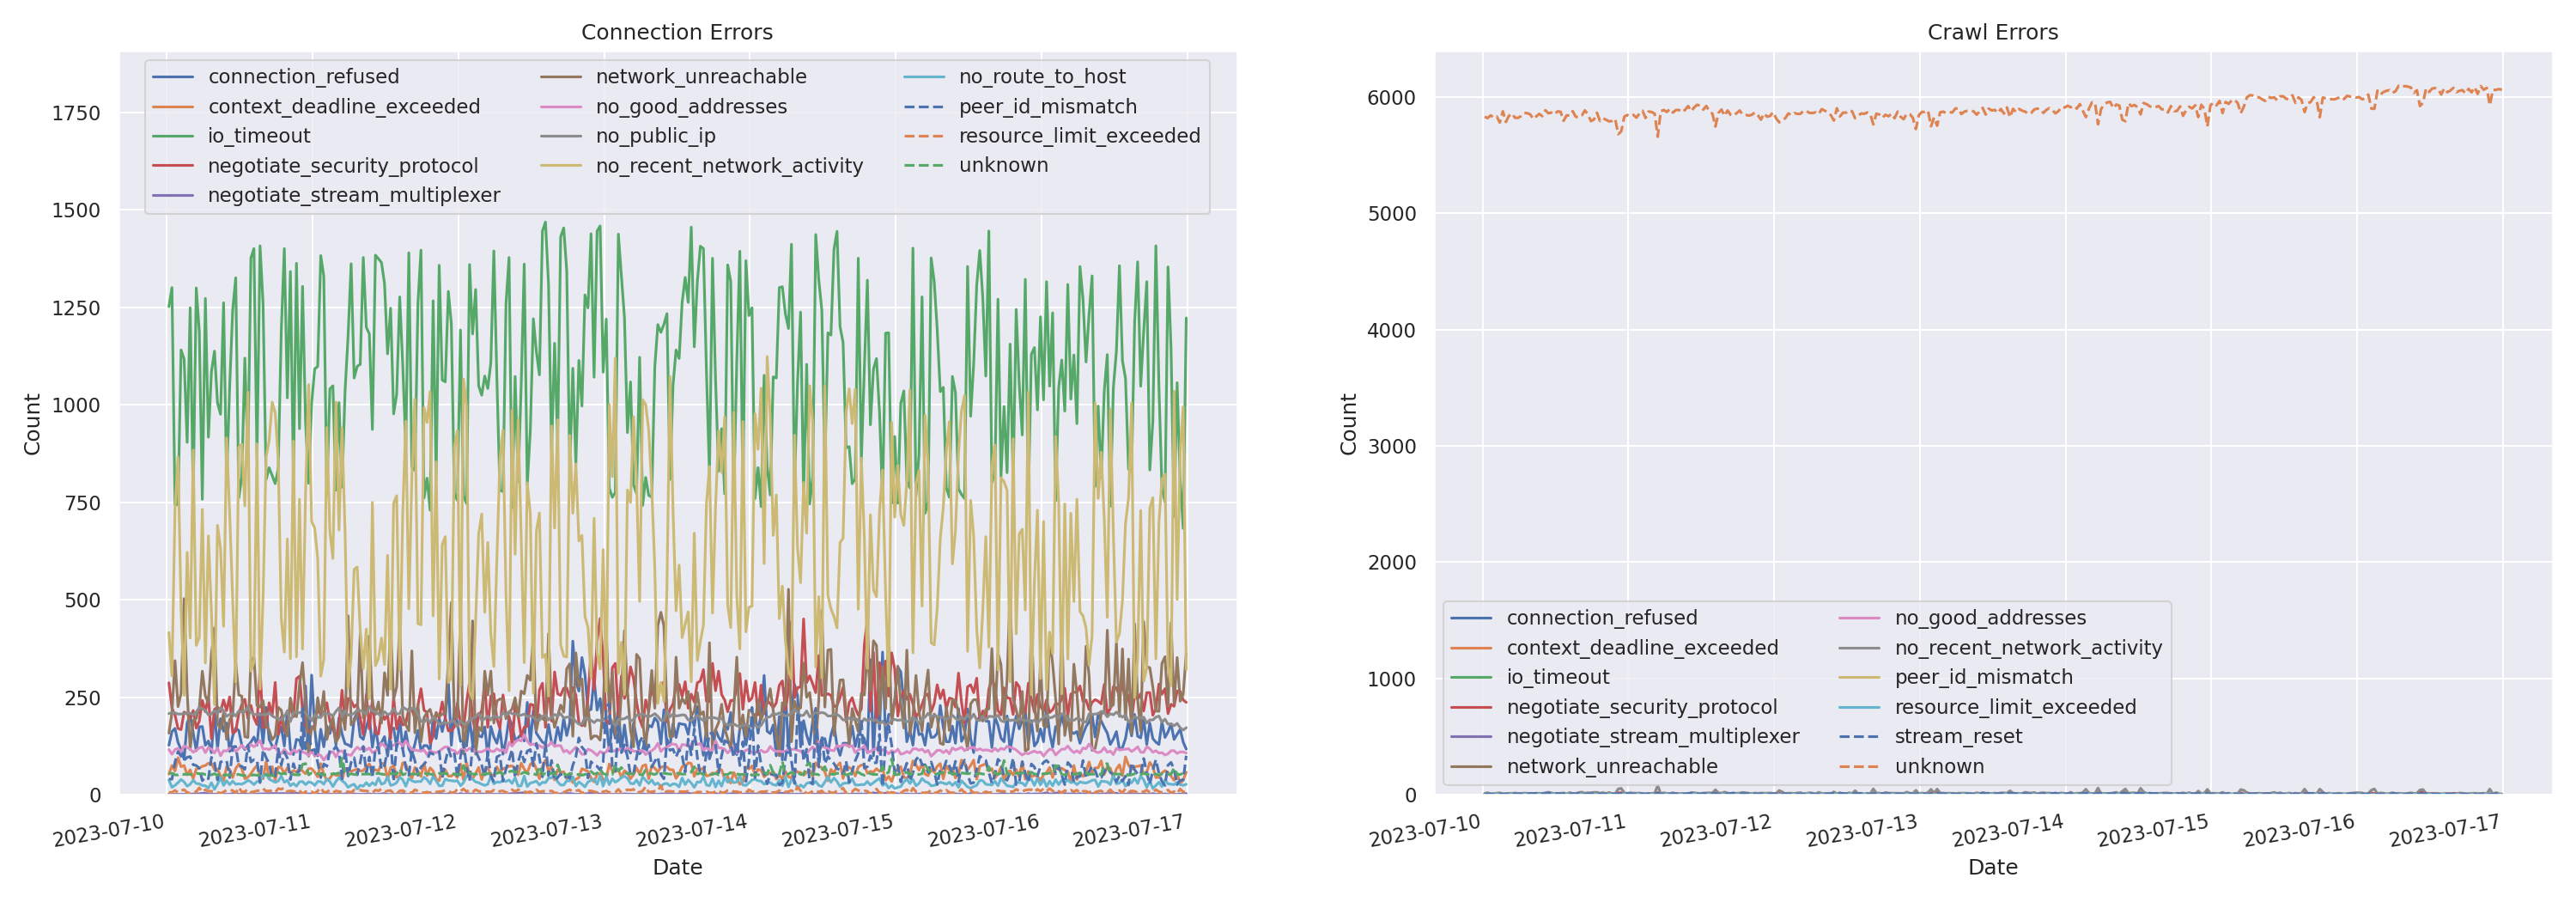 Connection Errors
connection_refused
context_deadline_exceeded
io_timeout
negotiate_security_protocol
negotiate_stream_multiplexer
network_unreachable
no_good_addresses
no_public_ip
no_recent_network_activity
no_route_to_host
peer_id_mismatch
resource_limit_exceeded
unknown
1750
1500
1250
1000
750
500
250
0
Count
2023-07-10
2023-07-11
2023-07-12
2023-07-13
2023-07-14
2023-07-15
2023-07-16
2023-07-17
Date
Crawl Errors
6000
5000
4000
3000
2000
1000
0
Count
connection_refused
context_deadline_exceeded
io_timeout
negotiate_security_protocol
negotiate_stream_multiplexer
network_unreachable
no_good_addresses
no_recent_network_activity
peer_id_mismatch
resource_limit_exceeded
stream_reset
unknown
2023-07-10
2023-07-11
2023-07-12
2023-07-13
2023-07-14
2023-07-15
2023-07-16
2023-07-17
Date